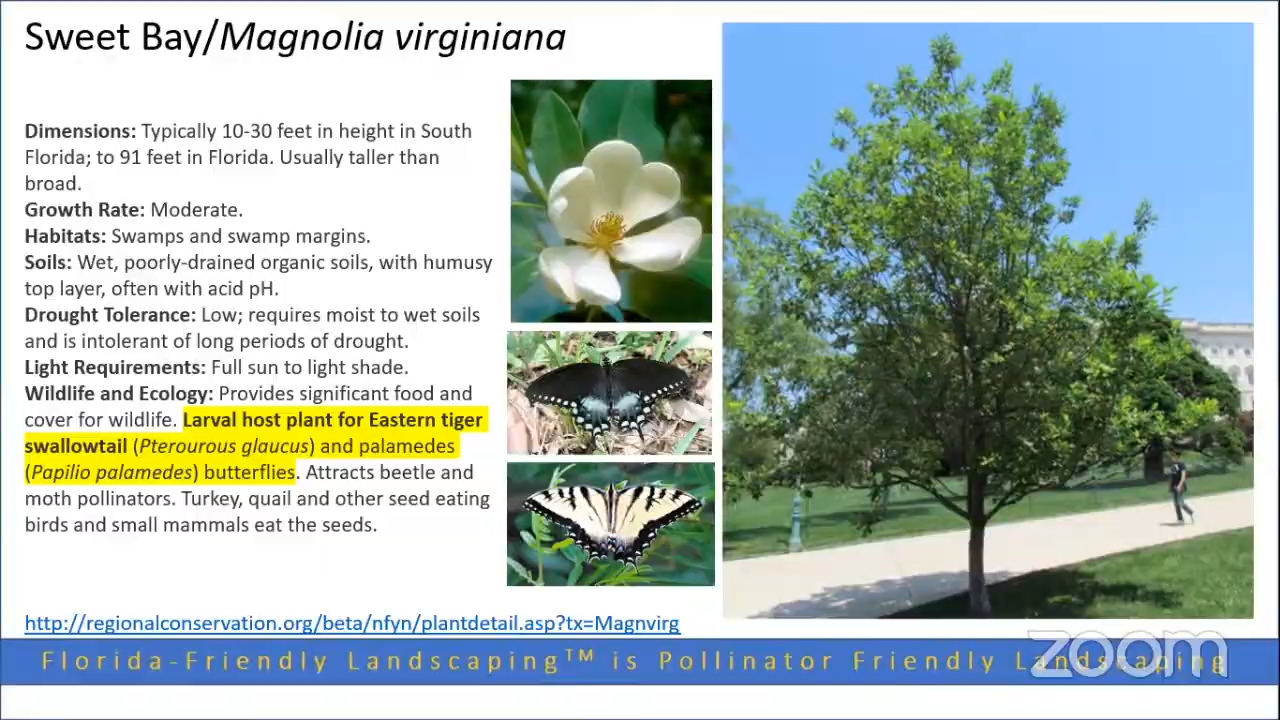 Sweet Bay/Magnolia virginiana
Dimensions: Typically 10-30 feet in height in South
Florida; to 91 feet in Florida. Usually taller than
broad.
Growth Rate: Moderate.
Habitats: Swamps and swamp margins.
Soils: Wet, poorly-drained organic soils, with humusy
top layer, often with acid pH.
Drought Tolerance: Low; requires moist to wet soils
and is intolerant of long periods of drought.
Light Requirements: Full sun to light shade.
Wildlife and Ecology: Provides significant food and
cover for wildlife. Larval host plant for Eastern tiger
swallowtail (Pterourous glaucus) and palamedes
(Papilio palamedes) butterflies. Attracts beetle and
moth pollinators. Turkey, quail and other seed eating
birds and small mammals eat the seeds.
http://regionalconservation.org/beta/nfyn/plantdetail.asp?tx=Magnvirg
Florida-Friendly Landscaping™ is Pollinator Friendly Landscaping
zoom